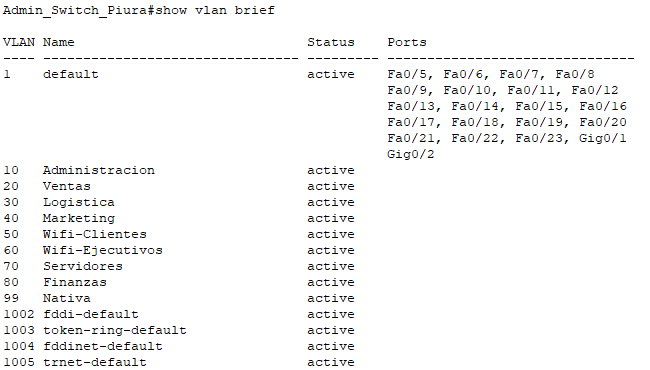 Admin_Switch_Piura#show vlan brief
VLAN Name                             Status    Ports
---- -------------------------------- --------- -------------------------------
1    default                          active    Fa0/5, Fa0/6, Fa0/7, Fa0/8
                                                Fa0/9, Fa0/10, Fa0/11, Fa0/12
                                                Fa0/13, Fa0/14, Fa0/15, Fa0/16
                                                Fa0/17, Fa0/18, Fa0/19, Fa0/20
                                                Fa0/21, Fa0/22, Fa0/23, Gig0/1
                                                Gig0/2
10   Administracion                   active
20   Ventas                           active
30   Logistica                        active
40   Marketing                        active
50   Wifi-Clientes                    active
60   Wifi-Ejecutivos                  active
70   Servidores                       active
80   Finanzas                         active
99   Nativa                           active
1002 fddi-default                     active
1003 token-ring-default               active
1004 fddinet-default                  active
1005 trnet-default                    active